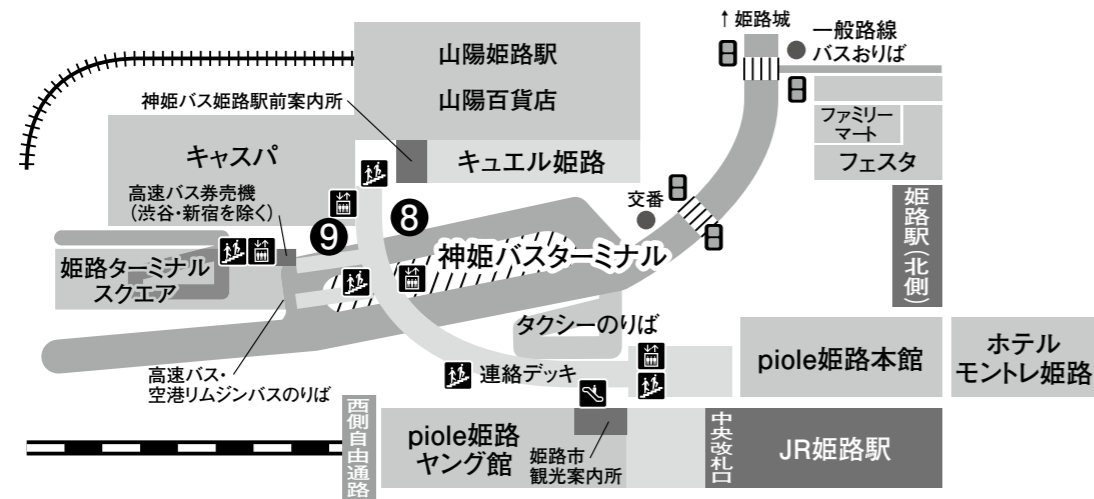 ↑姫路城
一般路線
バスおりば
山陽姫路駅
山陽百貨店
神姫バス姫路駅前案内所
ファミリー
マート
フェスタ
キャスパ
キュエル姫路
高速バス券売機
(渋谷・新宿を除く)
交番
姫路駅(北側)
❽
❾
神姫バスターミナル
姫路ターミナル
スクエア
タクシーのりば
piole姫路本館
ホテル
モントレ姫路
高速バス・
空港リムジンバスのりば
連絡デッキ
西側自由通路
piole姫路
ヤング館
姫路市
観光案内所
中央改札口
JR姫路駅